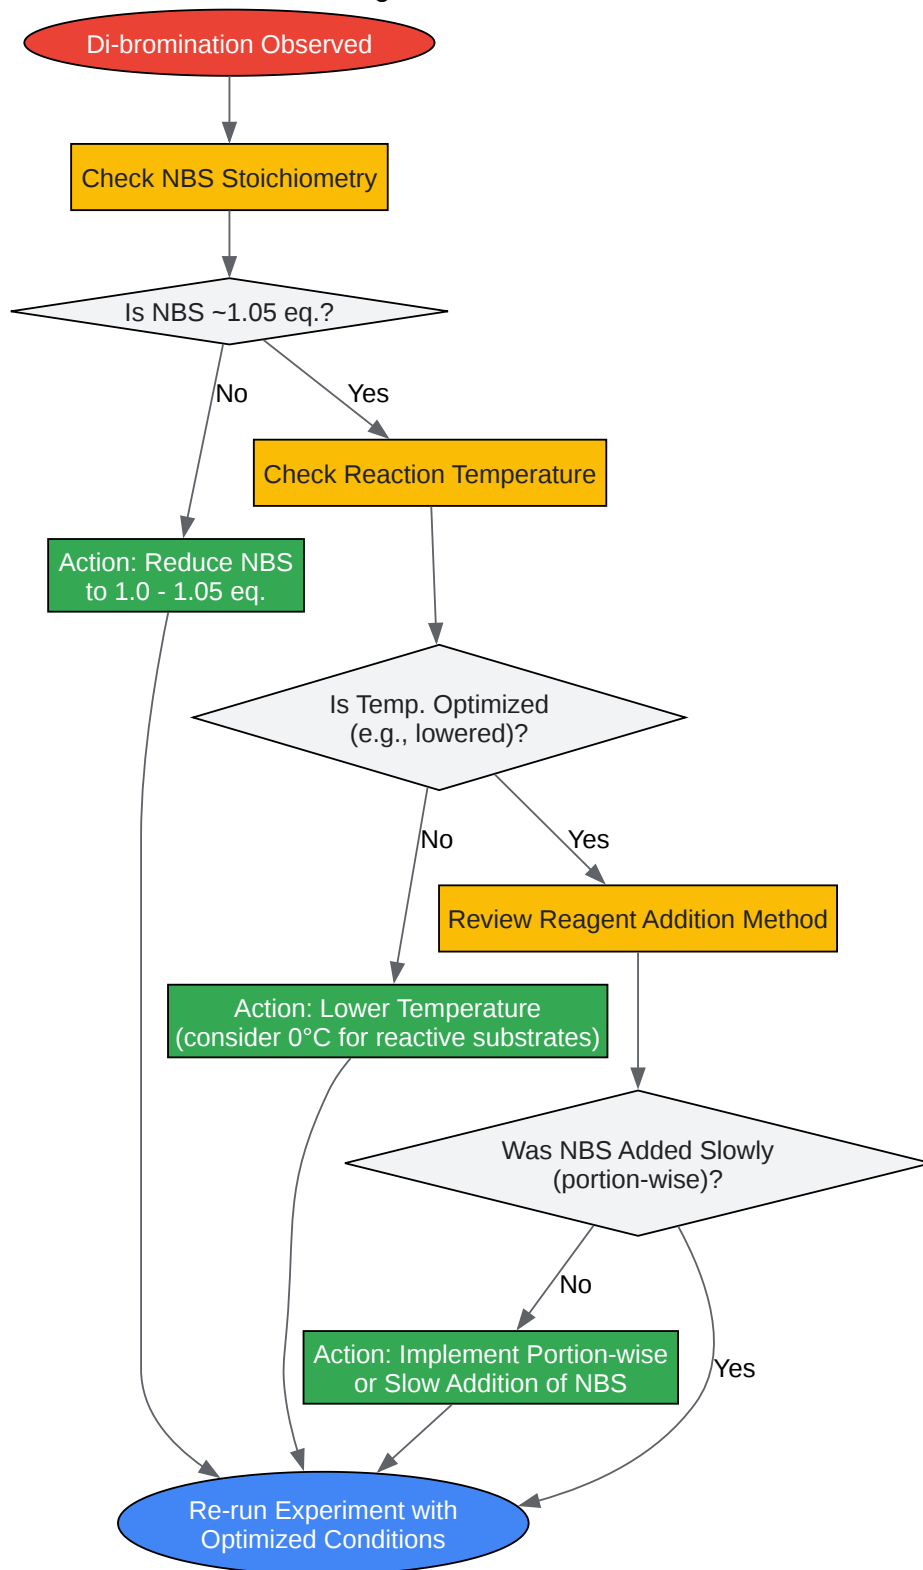 Di-bromination Observed
Check NBS Stoichiometry
Is NBS ~1.05 eq.?
No
Yes
Check Reaction Temperature
Action: Reduce NBS
to 1.0 - 1.05 eq.
Is Temp. Optimized
(e.g., lowered)?
No
Yes
Review Reagent Addition Method
Action: Lower Temperature
(consider 0°C for reactive substrates)
Was NBS Added Slowly
(portion-wise)?
No
Action: Implement Portion-wise
or Slow Addition of NBS
Yes
Re-run Experiment with
Optimized Conditions